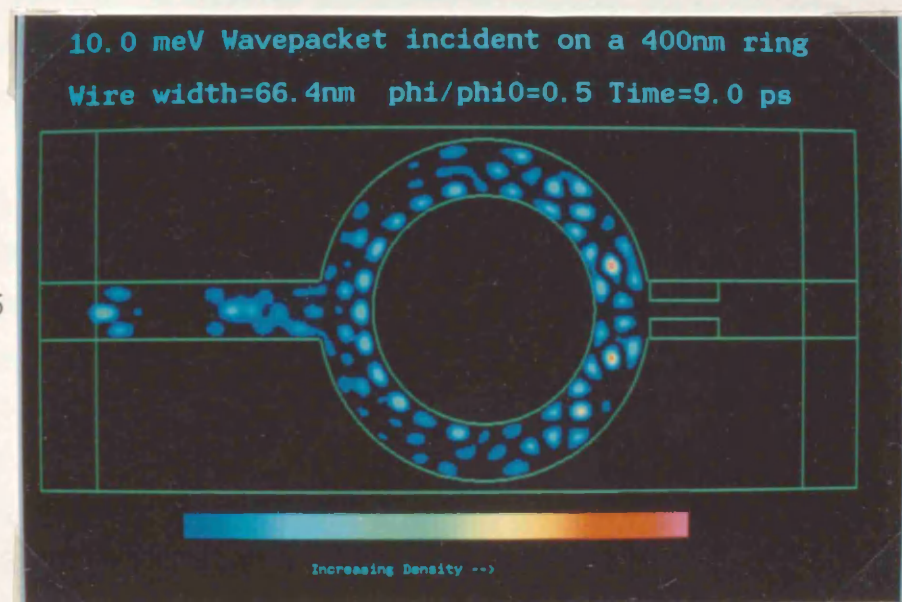 10.0 meV Wavepacket incident on a 400nm ring
Wire width=66.4nm phi/phi0=0.5 Time=9.0 ps
Increasing Density -->